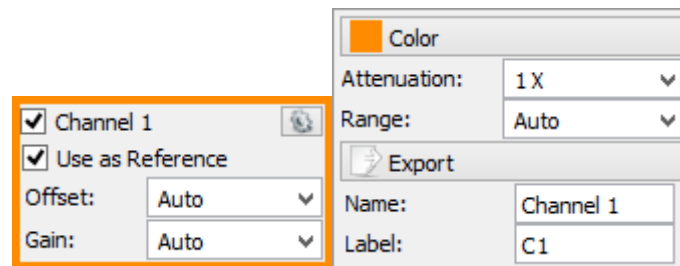 Channel 1
Use as Reference
Offset: Auto
Gain: Auto
Color
Attenuation: 1 X
Range: Auto
Export
Name: Channel 1
Label: C1